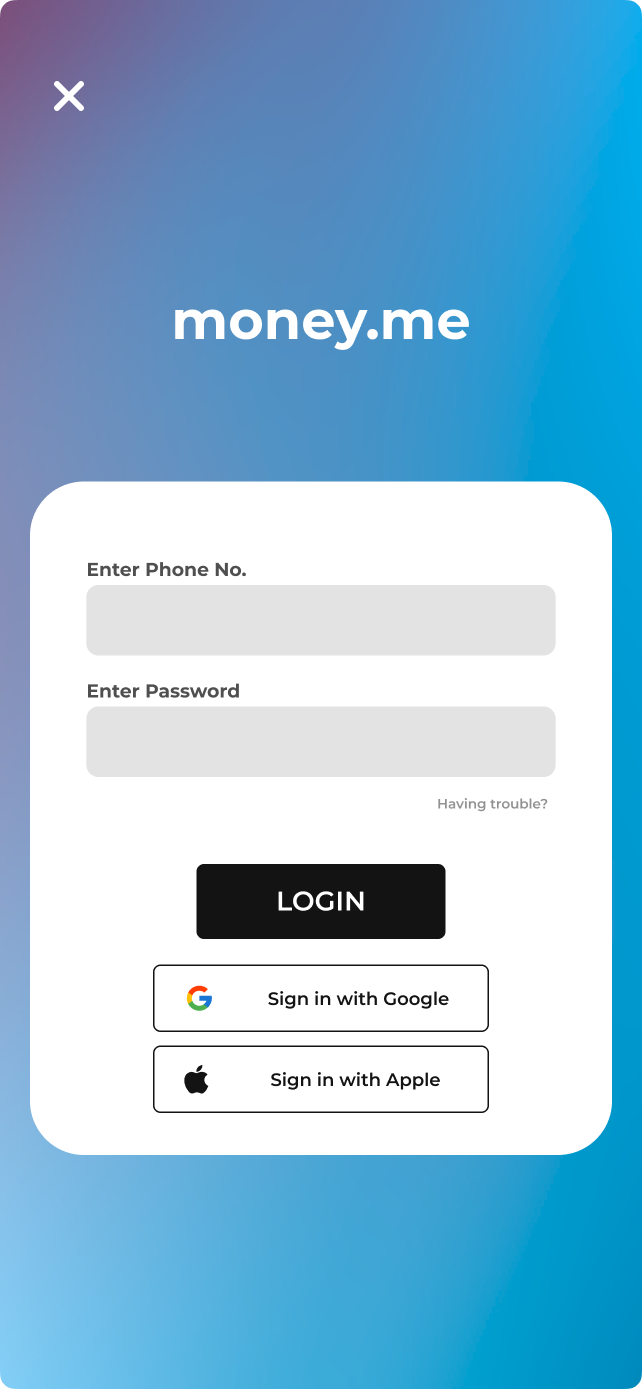 money.me
Enter Phone No.
Enter Password
Having trouble?
LOGIN
Sign in with Google
Sign in with Apple